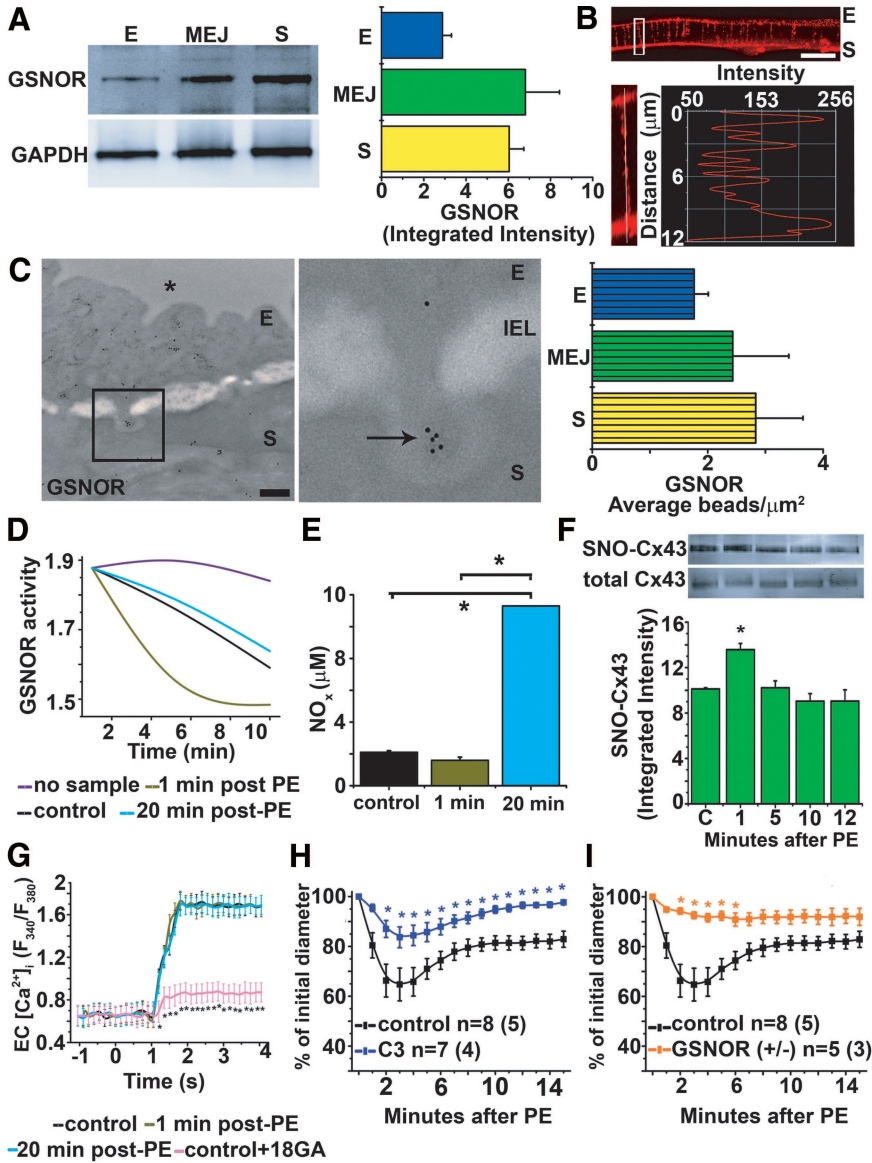 A
E MEJ S
GSNOR
GAPDH
E
MEJ
S
0 2 4 6 8 10
GSNOR
(Integrated Intensity)
B
E
S
Intensity
50 153 256
Distance (μm)
0
6
12
C
*
E
S
GSNOR
E
IEL
S
E
MEJ
S
0 2 4
GSNOR
Average beads/μm²
D
GSNOR activity
1.9
1.7
1.5
2 4 6 8 10
Time (min)
no sample 1 min post PE
control 20 min post-PE
E
NOx (μM)
10
8
6
4
2
0
*
*
control 1 min 20 min
F
SNO-Cx43
total Cx43
SNO-Cx43
(Integrated Intensity)
16
12
8
4
0
*
C 1 5 10 12
Minutes after PE
G
EC [Ca²⁺]i (F340/F380)
2
1.6
1.2
0.8
0.4
-1 0 1 2 3 4
Time (s)
control 1 min post-PE
20 min post-PE control+18GA
H
% of initial diameter
100
80
60
40
* * * * * * * * * * * * * *
control n=8 (5)
C3 n=7 (4)
2 6 10 14
Minutes after PE
I
% of initial diameter
100
80
60
40
* * * * *
control n=8 (5)
GSNOR (+/-) n=5 (3)
2 6 10 14
Minutes after PE